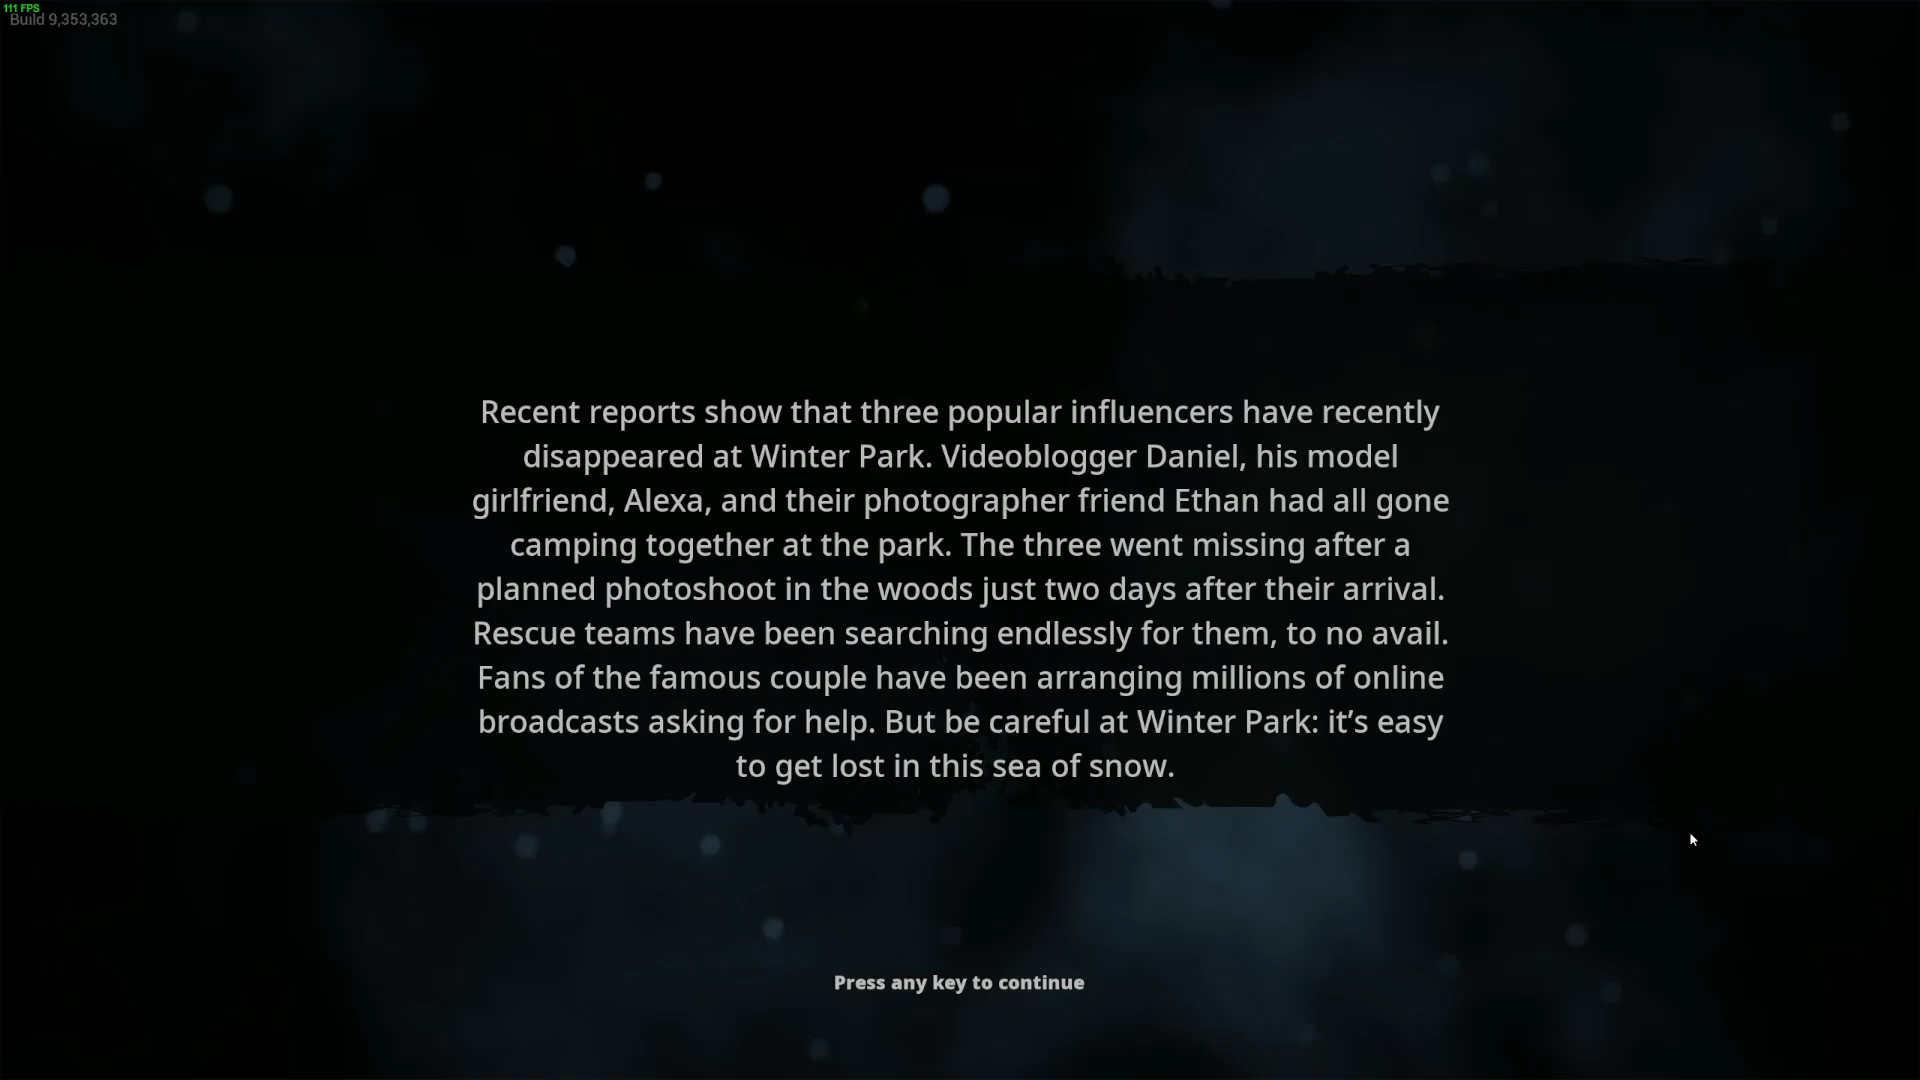 111 FPS
Build 9,353,363
Recent reports show that three popular influencers have recently
disappeared at Winter Park. Videoblogger Daniel, his model
girlfriend, Alexa, and their photographer friend Ethan had all gone
camping together at the park. The three went missing after a
planned photoshoot in the woods just two days after their arrival.
Rescue teams have been searching endlessly for them, to no avail.
Fans of the famous couple have been arranging millions of online
broadcasts asking for help. But be careful at Winter Park: it’s easy
to get lost in this sea of snow.
Press any key to continue